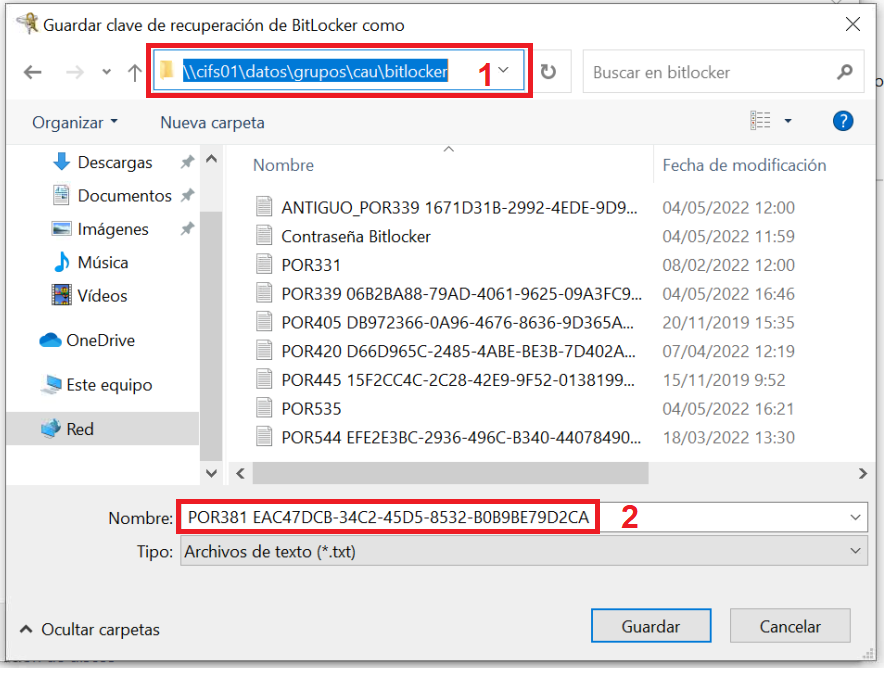 Guardar clave de recuperación de BitLocker como
\\cifs01\datos\grupos\cau\bitlocker 1
Buscar en bitlocker
Organizar Nueva carpeta
Descargas
Documentos
Imágenes
Música
Vídeos
OneDrive
Este equipo
Red
Nombre Fecha de modificación
ANTIGUO_POR339 1671D31B-2992-4EDE-9D9... 04/05/2022 12:00
Contraseña Bitlocker 04/05/2022 11:59
POR331 08/02/2022 12:00
POR339 06B2BA88-79AD-4061-9625-09A3FC9... 04/05/2022 16:46
POR405 DB972366-0A96-4676-8636-9D365A... 20/11/2019 15:35
POR420 D66D965C-2485-4ABE-BE3B-7D402A... 07/04/2022 12:19
POR445 15F2CC4C-2C28-42E9-9F52-0138199... 15/11/2019 9:52
POR535 04/05/2022 16:21
POR544 EFE2E3BC-2936-496C-B340-44078490... 18/03/2022 13:30
Nombre: POR381 EAC47DCB-34C2-45D5-8532-B0B9BE79D2CA 2
Tipo: Archivos de texto (*.txt)
Ocultar carpetas
Guardar Cancelar